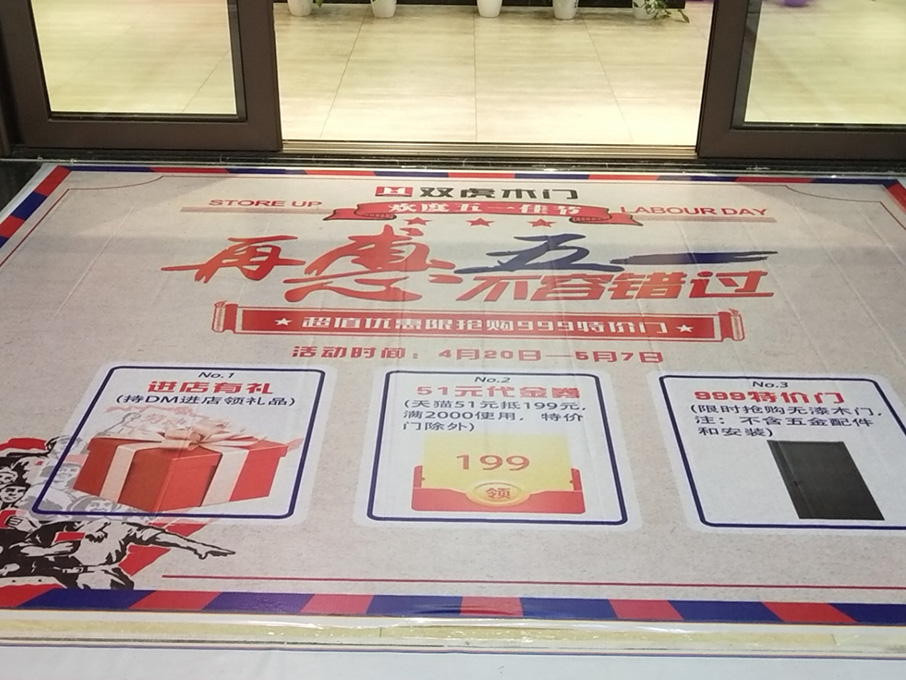 双虎木门
STORE UP 欢度五一佳节 LABOUR DAY
再惠五一
不容错过
★ 超值优惠限抢购999特价门 ★
活动时间：4月20日—5月7日
No.1
进店有礼
(持DM进店领礼品)
No.2
51元代金券
(天猫51元抵199元,
满2000使用，特价
门除外)
199
领
No.3
999特价门
(限时抢购无漆木门,
注：不含五金配件
和安装)